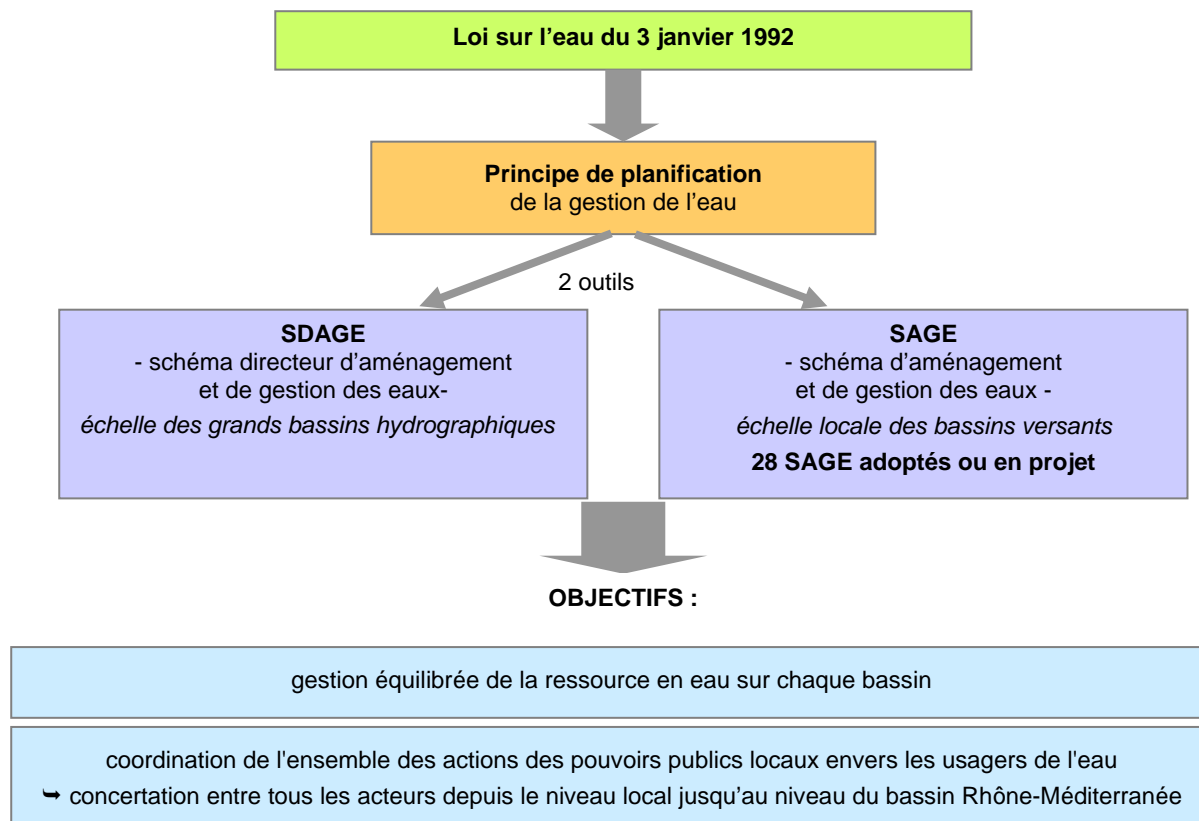 Loi sur l’eau du 3 janvier 1992
Principe de planification
de la gestion de l’eau
2 outils
SDAGE
- schéma directeur d’aménagement
et de gestion des eaux-
échelle des grands bassins hydrographiques
SAGE
- schéma d’aménagement
et de gestion des eaux -
échelle locale des bassins versants
28 SAGE adoptés ou en projet
OBJECTIFS :
gestion équilibrée de la ressource en eau sur chaque bassin
coordination de l'ensemble des actions des pouvoirs publics locaux envers les usagers de l'eau
➥ concertation entre tous les acteurs depuis le niveau local jusqu’au niveau du bassin Rhône-Méditerranée